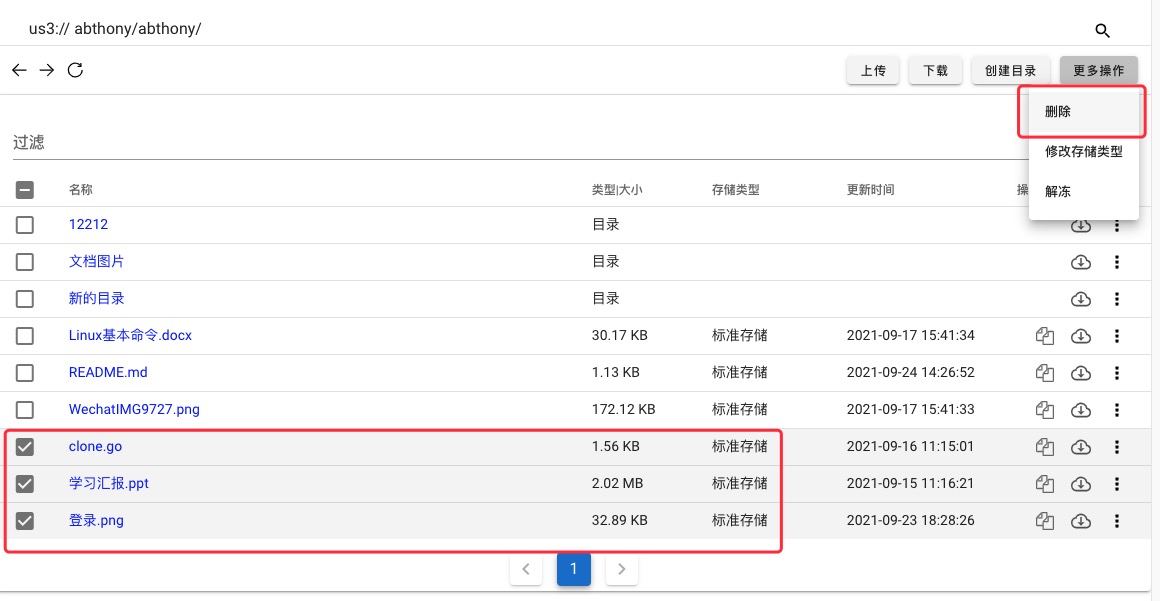 us3:// abthony/abthony/
上传 下载 创建目录 更多操作
删除
过滤
修改存储类型
名称 类型|大小 存储类型 更新时间
解冻
12212 目录
文档图片 目录
新的目录 目录
Linux基本命令.docx 30.17 KB 标准存储 2021-09-17 15:41:34
README.md 1.13 KB 标准存储 2021-09-24 14:26:52
WechatIMG9727.png 172.12 KB 标准存储 2021-09-17 15:41:33
clone.go 1.56 KB 标准存储 2021-09-16 11:15:01
学习汇报.ppt 2.02 MB 标准存储 2021-09-15 11:16:21
登录.png 32.89 KB 标准存储 2021-09-23 18:28:26
1